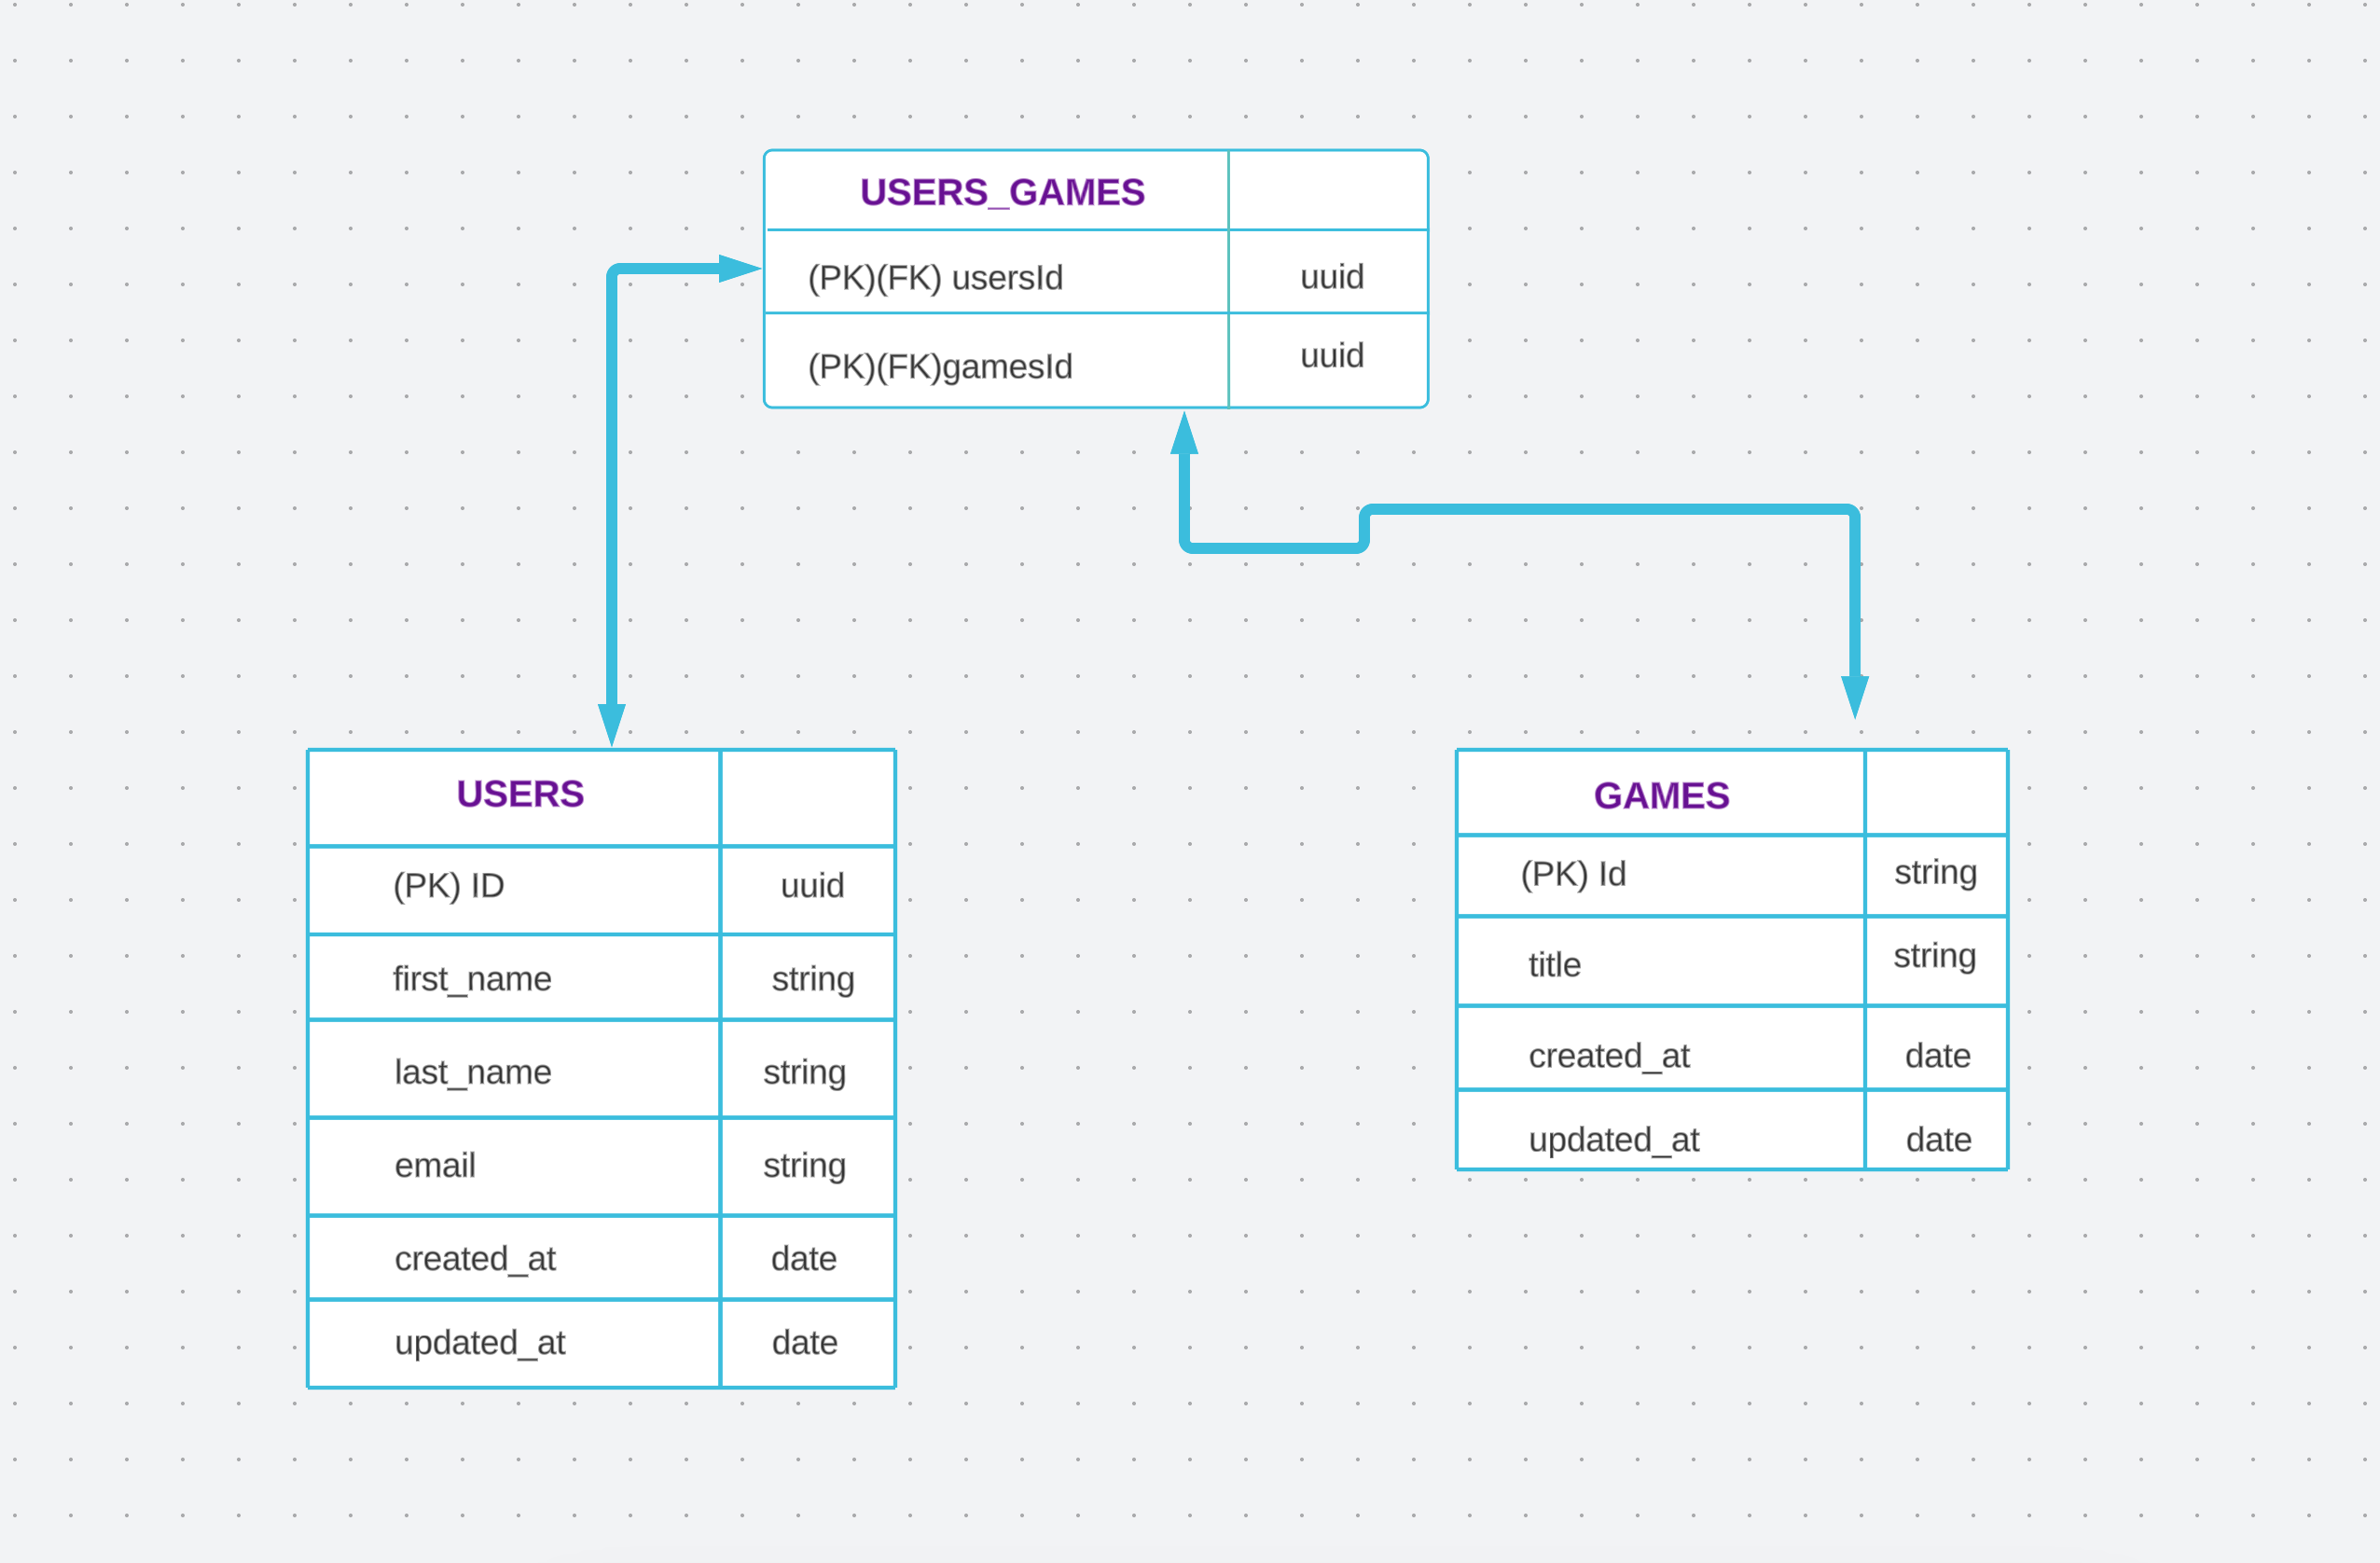 USERS_GAMES
(PK)(FK) usersId uuid
(PK)(FK)gamesId uuid
USERS
(PK) ID uuid
first_name string
last_name string
email string
created_at date
updated_at date
GAMES
(PK) Id string
title string
created_at date
updated_at date